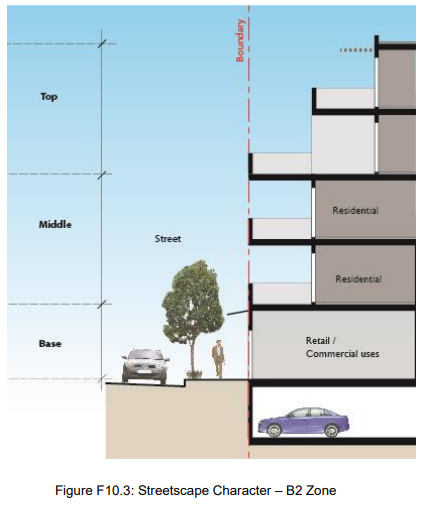 Boundary
Top
Middle
Residential
Street
Residential
Base
Retail /
Commercial uses
Figure F10.3: Streetscape Character – B2 Zone